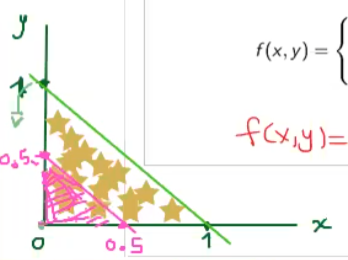 y
f(x,y) = {
1
f(x,y)=
0.5
x
0
0.5
1